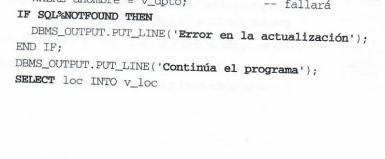 WHERE dnombre = v_dpto; -- fallará
IF SQL%NOTFOUND THEN
DBMS_OUTPUT.PUT_LINE('Error en la actualización');
END IF;
DBMS_OUTPUT.PUT_LINE('Continúa el programa');
SELECT loc INTO v_loc